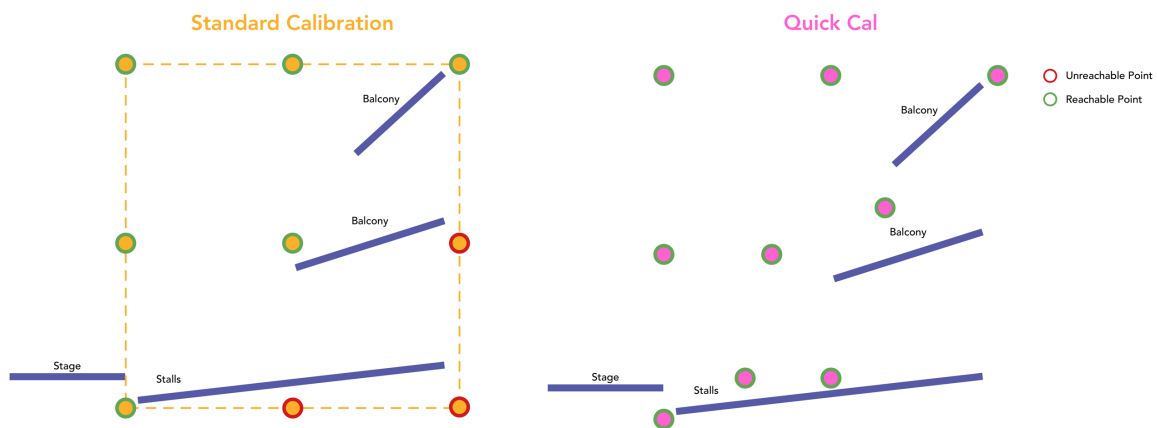 Standard Calibration
Quick Cal
Unreachable Point
Reachable Point
Balcony
Balcony
Balcony
Balcony
Stage
Stalls
Stage
Stalls